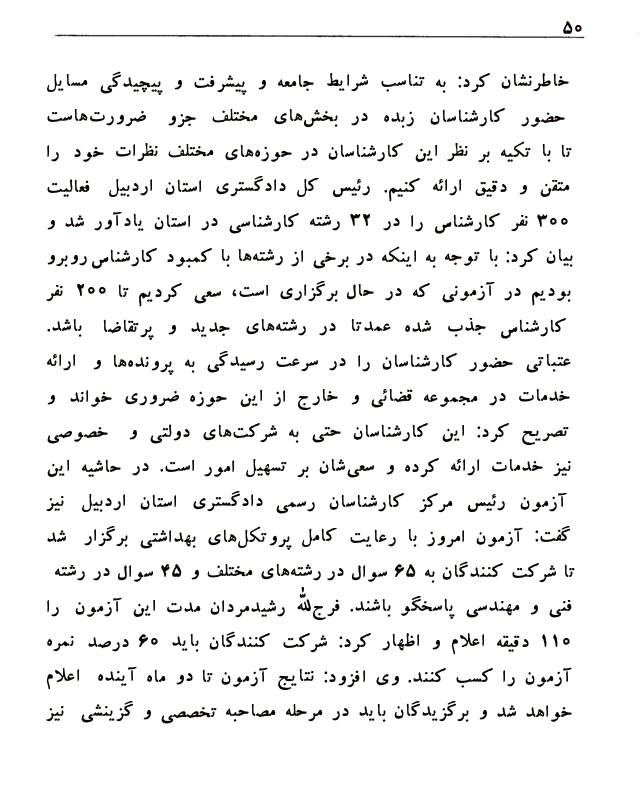 ۵۰
خاطرنشان کرد: به تناسب شرایط جامعه و پیشرفت و پیچیدگی مسایل
حضور کارشناسان زبده در بخش‌های مختلف جزو ضرورت‌هاست
تا با تکیه بر نظر این کارشناسان در حوزه‌های مختلف نظرات خود را
متقن و دقیق ارائه کنیم. رئیس کل دادگستری استان اردبیل فعالیت
۳۰۰ نفر کارشناس را در ۳۲ رشته کارشناسی در استان یادآور شد و
بیان کرد: با توجه به اینکه در برخی از رشته‌ها با کمبود کارشناس روبرو
بودیم در آزمونی که در حال برگزاری است، سعی کردیم تا ۲۰۰ نفر
کارشناس جذب شده عمدتا در رشته‌های جدید و پرتقاضا باشد.
عتباتی حضور کارشناسان را در سرعت رسیدگی به پرونده‌ها و ارائه
خدمات در مجموعه قضائی و خارج از این حوزه ضروری خواند و
تصریح کرد: این کارشناسان حتی به شرکت‌های دولتی و خصوصی
نیز خدمات ارائه کرده و سعی‌شان بر تسهیل امور است. در حاشیه این
آزمون رئیس مرکز کارشناسان رسمی دادگستری استان اردبیل نیز
گفت: آزمون امروز با رعایت کامل پروتکل‌های بهداشتی برگزار شد
تا شرکت کنندگان به ۶۵ سوال در رشته‌های مختلف و ۴۵ سوال در رشته
فنی و مهندسی پاسخگو باشند. فرج‌الله رشیدمردان مدت این آزمون را
۱۱۰ دقیقه اعلام و اظهار کرد: شرکت کنندگان باید ۶۰ درصد نمره
آزمون را کسب کنند. وی افزود: نتایج آزمون تا دو ماه آینده اعلام
خواهد شد و برگزیدگان باید در مرحله مصاحبه تخصصی و گزینشی نیز